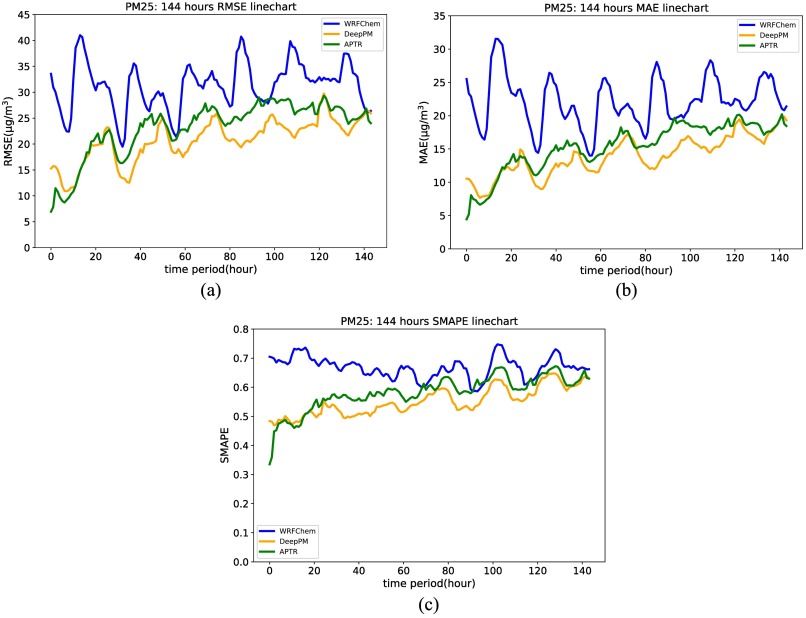 PM25: 144 hours RMSE linechart
45
40
35
30
25
20
15
10
5
0
RMSE(μg/m³)
WRFChem
DeepPM
APTR
0 20 40 60 80 100 120 140
time period(hour)
(a)
PM25: 144 hours MAE linechart
35
30
25
20
15
10
5
0
MAE(μg/m³)
WRFChem
DeepPM
APTR
0 20 40 60 80 100 120 140
time period(hour)
(b)
PM25: 144 hours SMAPE linechart
0.8
0.7
0.6
0.5
0.4
0.3
0.2
0.1
0.0
SMAPE
WRFChem
DeepPM
APTR
0 20 40 60 80 100 120 140
time period(hour)
(c)